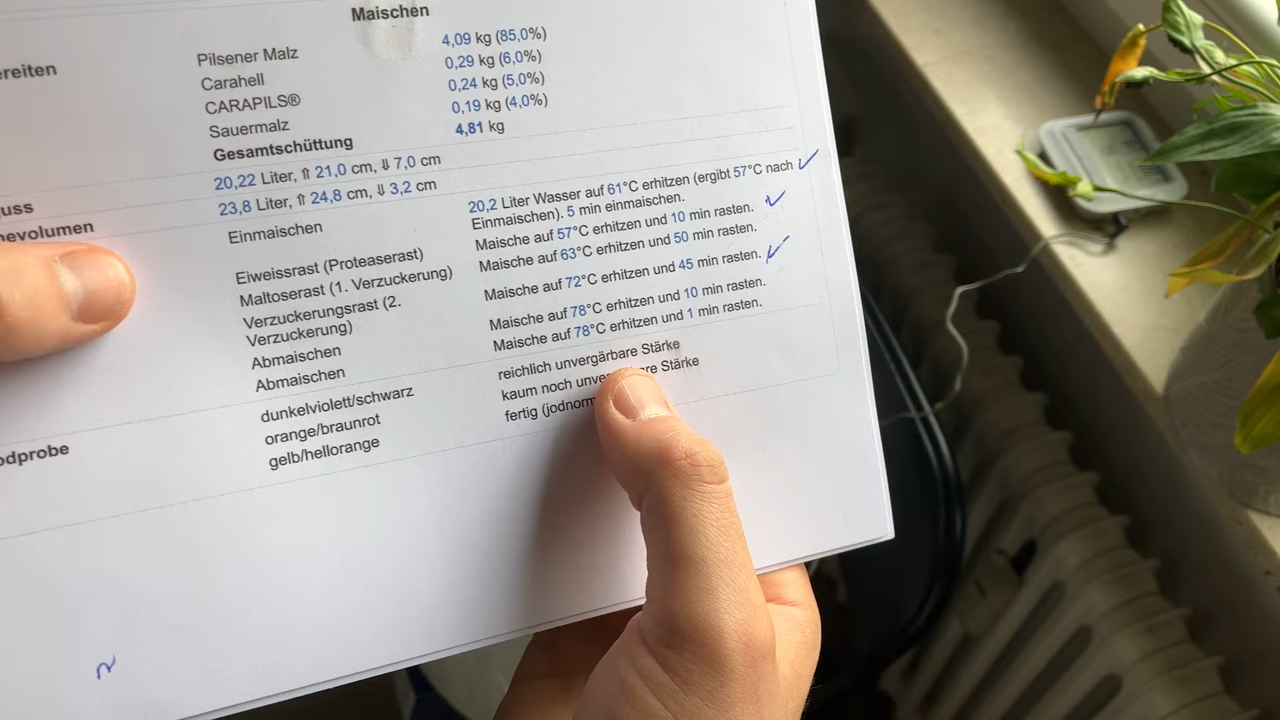 Maischen
ereiten Pilsener Malz 4,09 kg (85,0%)
Carahell 0,29 kg (6,0%)
CARAPILS® 0,24 kg (5,0%)
Sauermalz 0,19 kg (4,0%)
Gesamtschüttung 4,81 kg
uss 20,22 Liter, ⇑ 21,0 cm, ⇓ 7,0 cm
nevolumen 23,8 Liter, ⇑ 24,8 cm, ⇓ 3,2 cm
Einmaischen 20,2 Liter Wasser auf 61°C erhitzen (ergibt 57°C nach
Einmaischen). 5 min einmaischen.
Eiweissrast (Proteaserast) Maische auf 57°C erhitzen und 10 min rasten.
Maltoserast (1. Verzuckerung) Maische auf 63°C erhitzen und 50 min rasten.
Verzuckerungsrast (2. Maische auf 72°C erhitzen und 45 min rasten.
Verzuckerung)
Abmaischen Maische auf 78°C erhitzen und 10 min rasten.
Abmaischen Maische auf 78°C erhitzen und 1 min rasten.
odprobe dunkelviolett/schwarz reichlich unvergärbare Stärke
orange/braunrot kaum noch Stärke
gelb/hellorange fertig